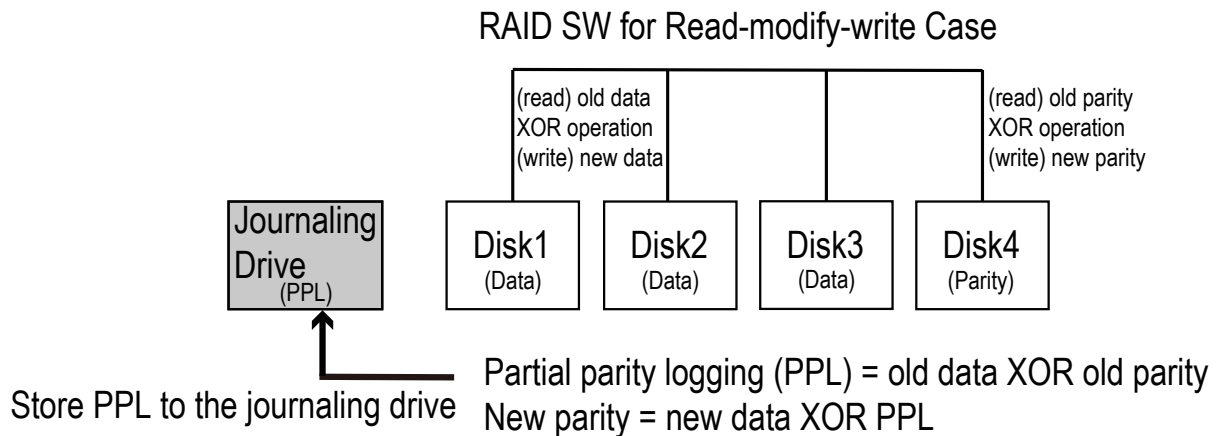 RAID SW for Read-modify-write Case
(read) old data
XOR operation
(write) new data
(read) old parity
XOR operation
(write) new parity
Journaling
Drive
(PPL)
Disk1
(Data)
Disk2
(Data)
Disk3
(Data)
Disk4
(Parity)
Store PPL to the journaling drive
Partial parity logging (PPL) = old data XOR old parity
New parity = new data XOR PPL